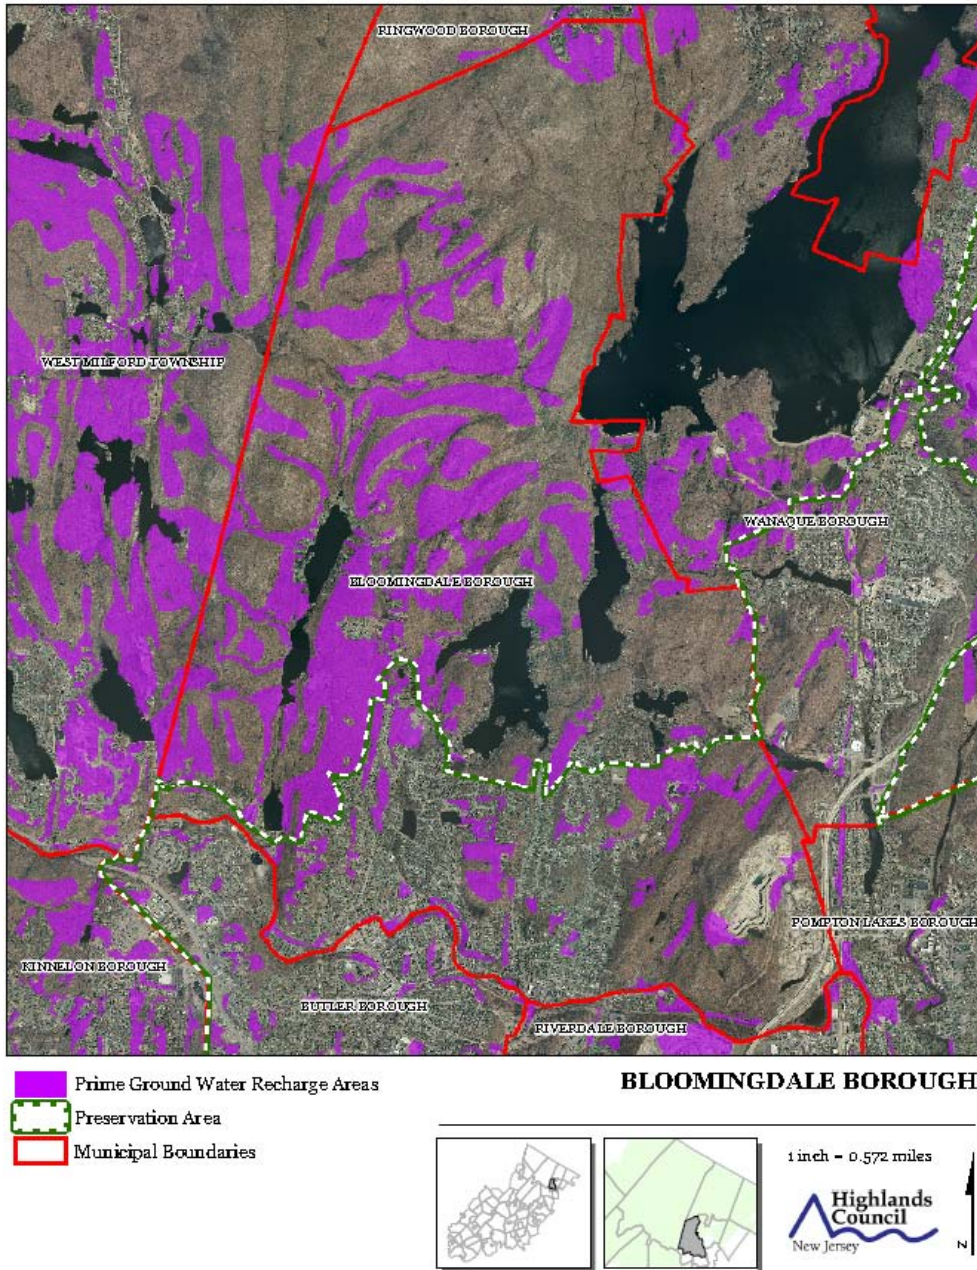 RINGWOOD BOROUGH
WEST MILFORD TOWNSHIP
WANAQUE BOROUGH
BLOOMINGDALE BOROUGH
POMPTON LAKES BOROUGH
KINNELON BOROUGH
BUTLER BOROUGH
RIVERDALE BOROUGH
Prime Ground Water Recharge Areas
Preservation Area
Municipal Boundaries
BLOOMINGDALE BOROUGH
1 inch = 0.572 miles
Highlands
Council
New Jersey
N